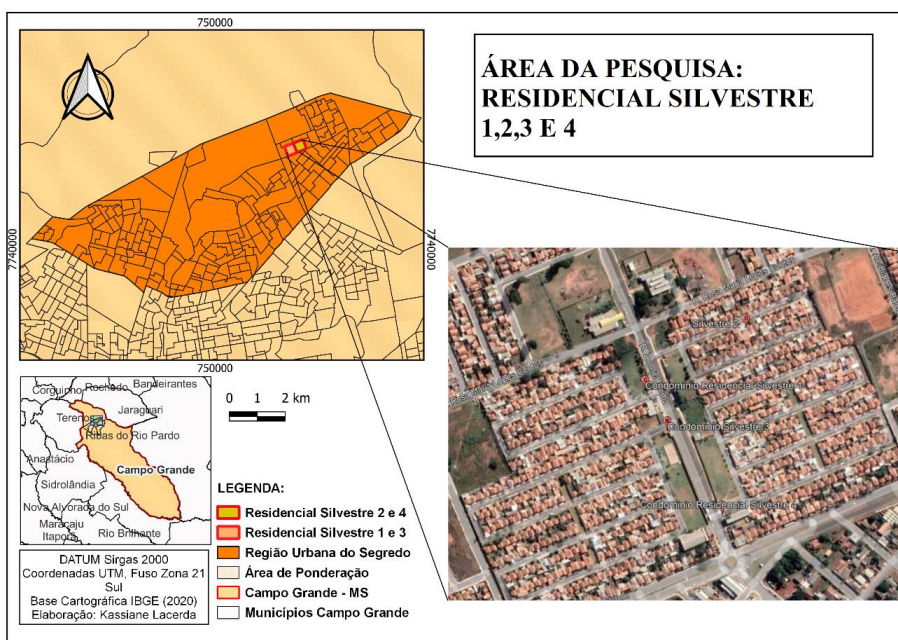 750000
ÁREA DA PESQUISA:
RESIDENCIAL SILVESTRE
1,2,3 E 4
7740000
7740000
750000
Silvestre 2
Condomínio Residencial Silvestre
Condomínio Silvestre 3
Condomínio Residencial Silvestre 4
Corguinho
Rochedo
Bandeirantes
Jaraguari
Terenos
Ribas do Rio Pardo
Anastácio
Campo Grande
Sidrolândia
Nova Alvorada do Sul
Maracaju
Itaporã
Rio Brilhante
0 1 2 km
LEGENDA:
Residencial Silvestre 2 e 4
Residencial Silvestre 1 e 3
Região Urbana do Segredo
Área de Ponderação
Campo Grande - MS
Municípios Campo Grande
DATUM Sirgas 2000
Coordenadas UTM, Fuso Zona 21
Sul
Base Cartográfica IBGE (2020)
Elaboração: Kassiane Lacerda